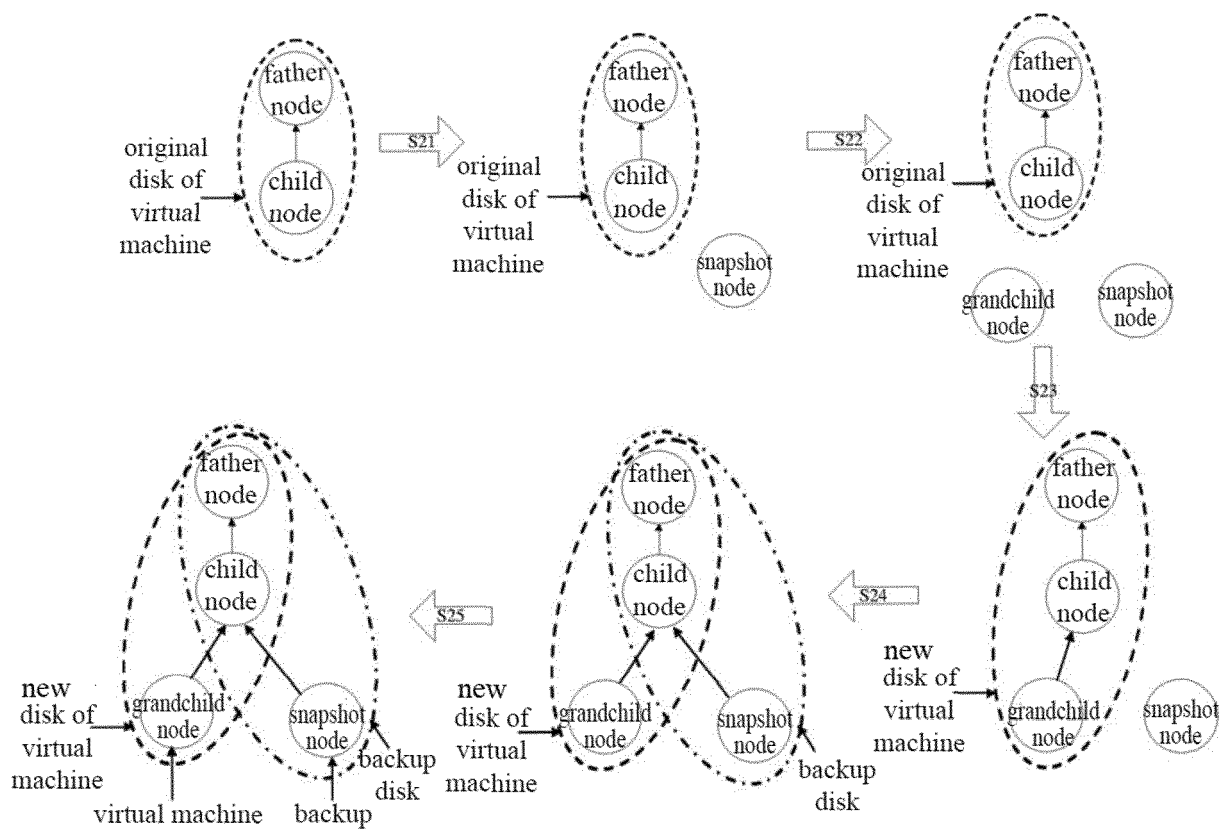 father
node
child
node
original
disk of
virtual
machine
S21
father
node
child
node
original
disk of
virtual
machine
snapshot
node
S22
father
node
child
node
original
disk of
virtual
machine
grandchild
node
snapshot
node
S23
father
node
child
node
grandchild
node
new
disk of
virtual
machine
snapshot
node
S24
father
node
child
node
grandchild
node
snapshot
node
new
disk of
virtual
machine
backup
disk
S25
father
node
child
node
grandchild
node
snapshot
node
new
disk of
virtual
machine
backup
disk
virtual machine
backup